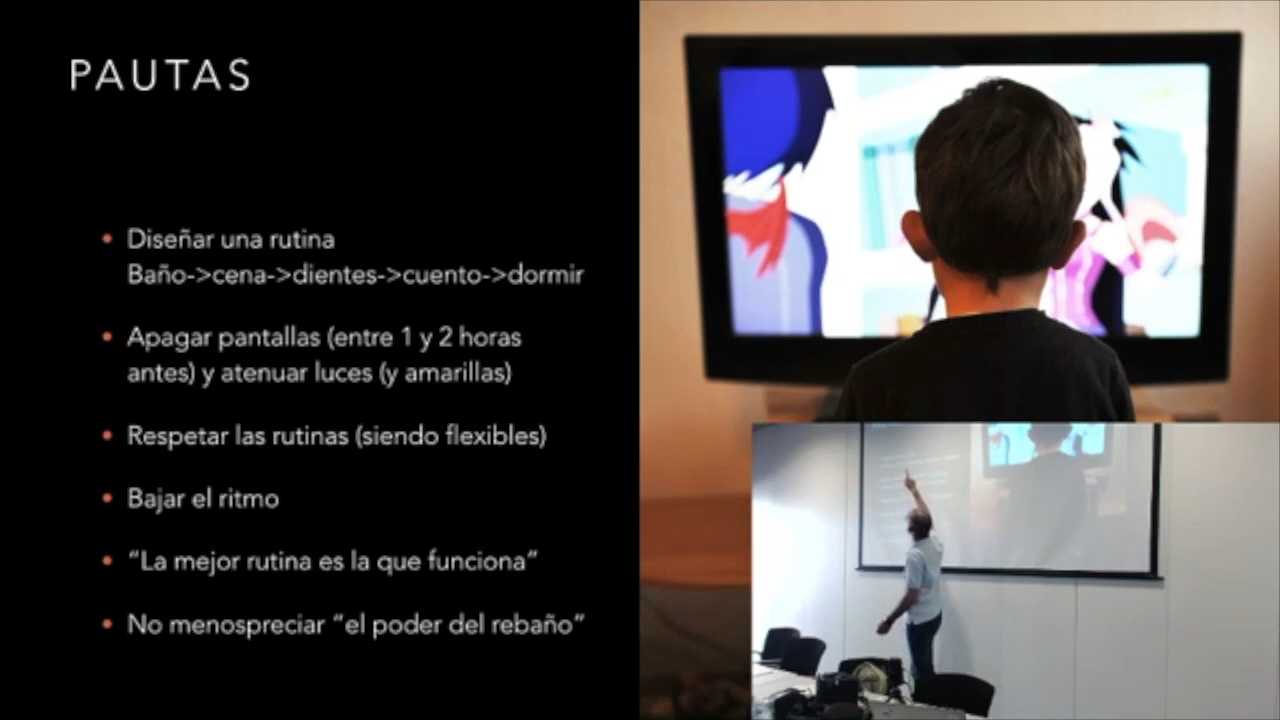 PAUTAS
• Diseñar una rutina
Baño->cena->dientes->cuento->dormir
• Apagar pantallas (entre 1 y 2 horas
antes) y atenuar luces (y amarillas)
• Respetar las rutinas (siendo flexibles)
• Bajar el ritmo
• “La mejor rutina es la que funciona”
• No menospreciar “el poder del rebaño”